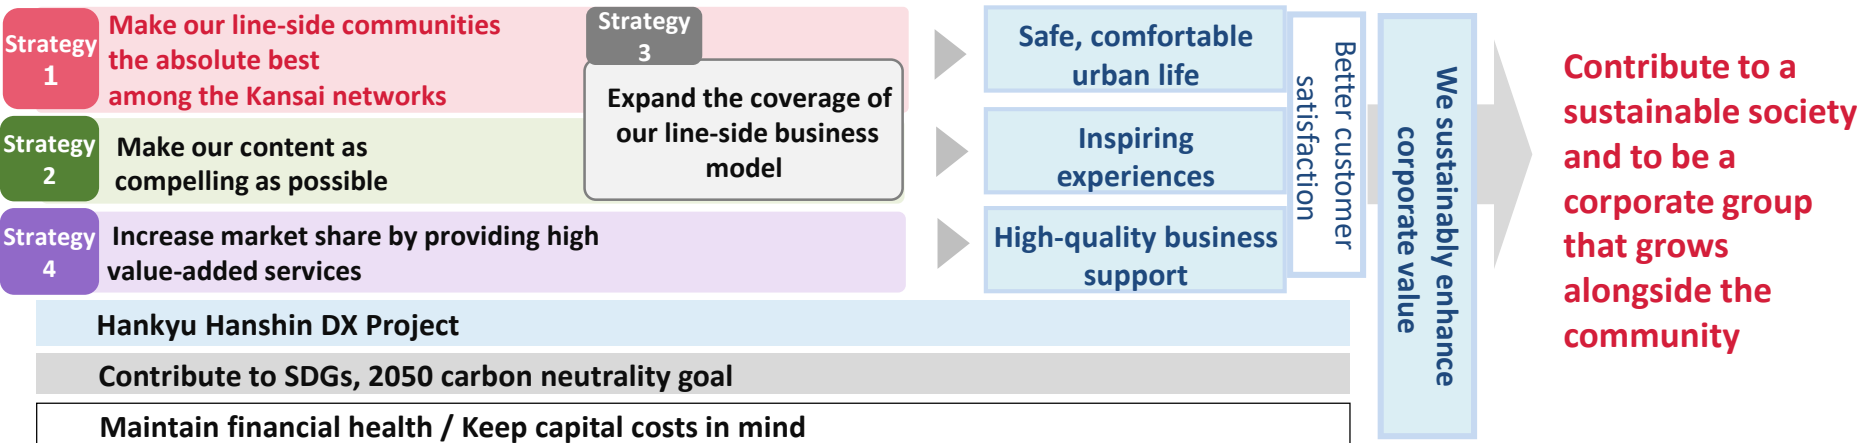 Strategy
1
Make our line-side communities
the absolute best
among the Kansai networks
Strategy
3
Expand the coverage of
our line-side business
model
Strategy
2
Make our content as
compelling as possible
Strategy
4
Increase market share by providing high
value-added services
Safe, comfortable
urban life
Inspiring
experiences
High-quality business
support
Better customer
satisfaction
We sustainably enhance
corporate value
Contribute to a
sustainable society
and to be a
corporate group
that grows
alongside the
community
Hankyu Hanshin DX Project
Contribute to SDGs, 2050 carbon neutrality goal
Maintain financial health / Keep capital costs in mind